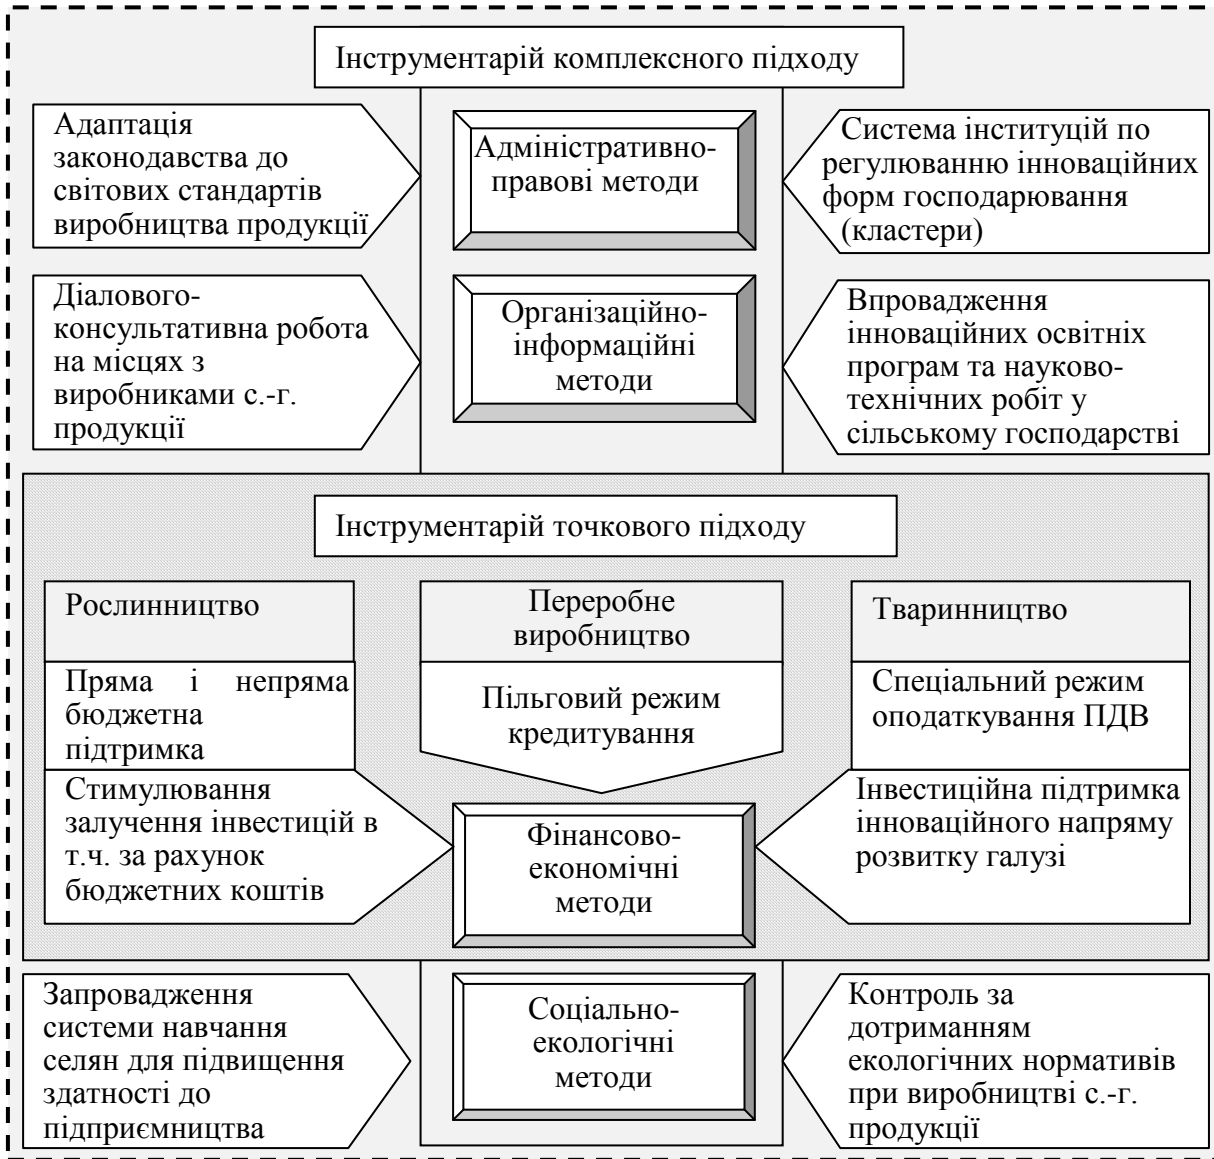 Інструментарій комплексного підходу
Адаптація
законодавства до
світових стандартів
виробництва продукції
Адміністративно-
правові методи
Система інституцій по
регулюванню інноваційних
форм господарювання
(кластери)
Діалового-
консультативна робота
на місцях з
виробниками с.-г.
продукції
Організаційно-
інформаційні
методи
Впровадження
інноваційних освітніх
програм та науково-
технічних робіт у
сільському господарстві
Інструментарій точкового підходу
Рослинництво
Пряма і непряма
бюджетна
підтримка
Стимулювання
залучення інвестицій в
т.ч. за рахунок
бюджетних коштів
Переробне
виробництво
Пільговий режим
кредитування
Фінансово-
економічні
методи
Тваринництво
Спеціальний режим
оподаткування ПДВ
Інвестиційна підтримка
інноваційного напряму
розвитку галузі
Запровадження
системи навчання
селян для підвищення
здатності до
підприємництва
Соціально-
екологічні
методи
Контроль за
дотриманням
екологічних нормативів
при виробництві с.-г.
продукції